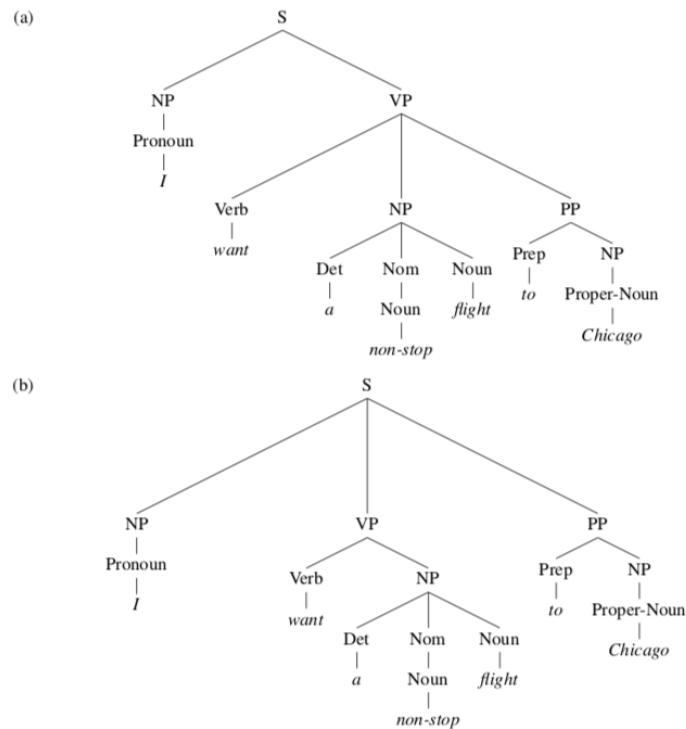 (a)
S
NP VP
Pronoun
I
Verb NP PP
want
Det Nom Noun Prep NP
a Noun flight to Proper-Noun
non-stop Chicago
(b)
S
NP VP PP
Pronoun
I
Verb NP Prep NP
want to Proper-Noun
Det Nom Noun Chicago
a Noun flight
non-stop